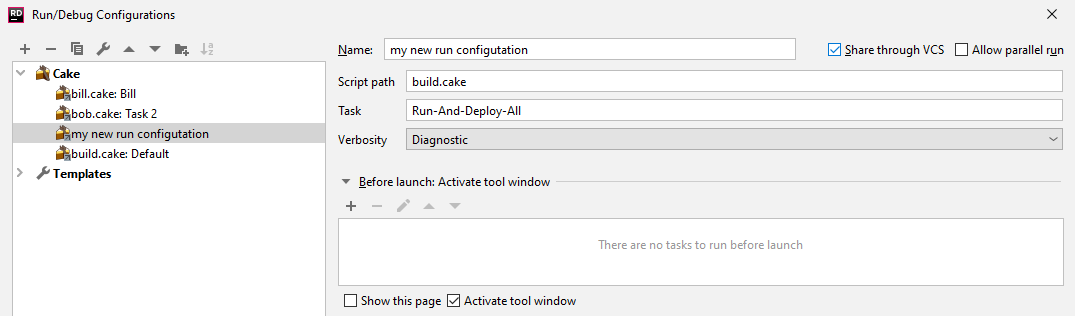 RD Run/Debug Configurations
Name: my new run configutation Share through VCS Allow parallel run
Cake
Script path build.cake
bill.cake: Bill
bob.cake: Task 2
Task Run-And-Deploy-All
my new run configutation
Verbosity Diagnostic
build.cake: Default
Templates
Before launch: Activate tool window
There are no tasks to run before launch
Show this page Activate tool window